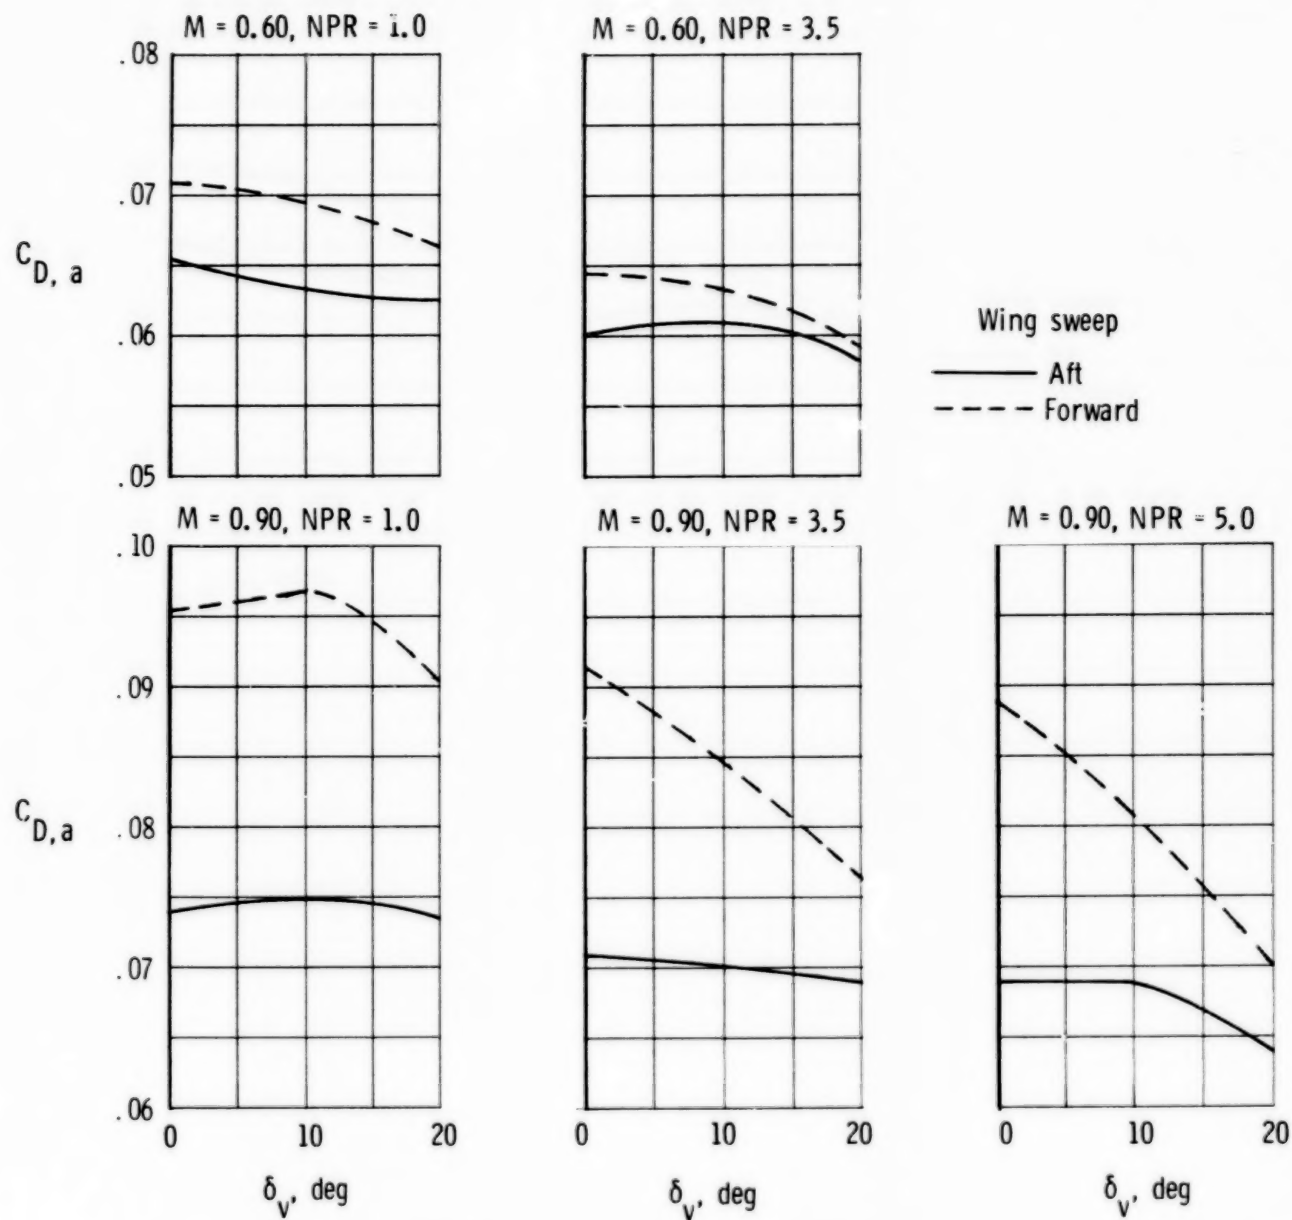 M = 0.60, NPR = 1.0
M = 0.60, NPR = 3.5
.08
.07
C_D, a
.06
.05
Wing sweep
Aft
Forward
M = 0.90, NPR = 1.0
M = 0.90, NPR = 3.5
M = 0.90, NPR = 5.0
.10
.09
C_D, a
.08
.07
.06
0 10 20
0 10 20
0 10 20
δ_v, deg
δ_v, deg
δ_v, deg